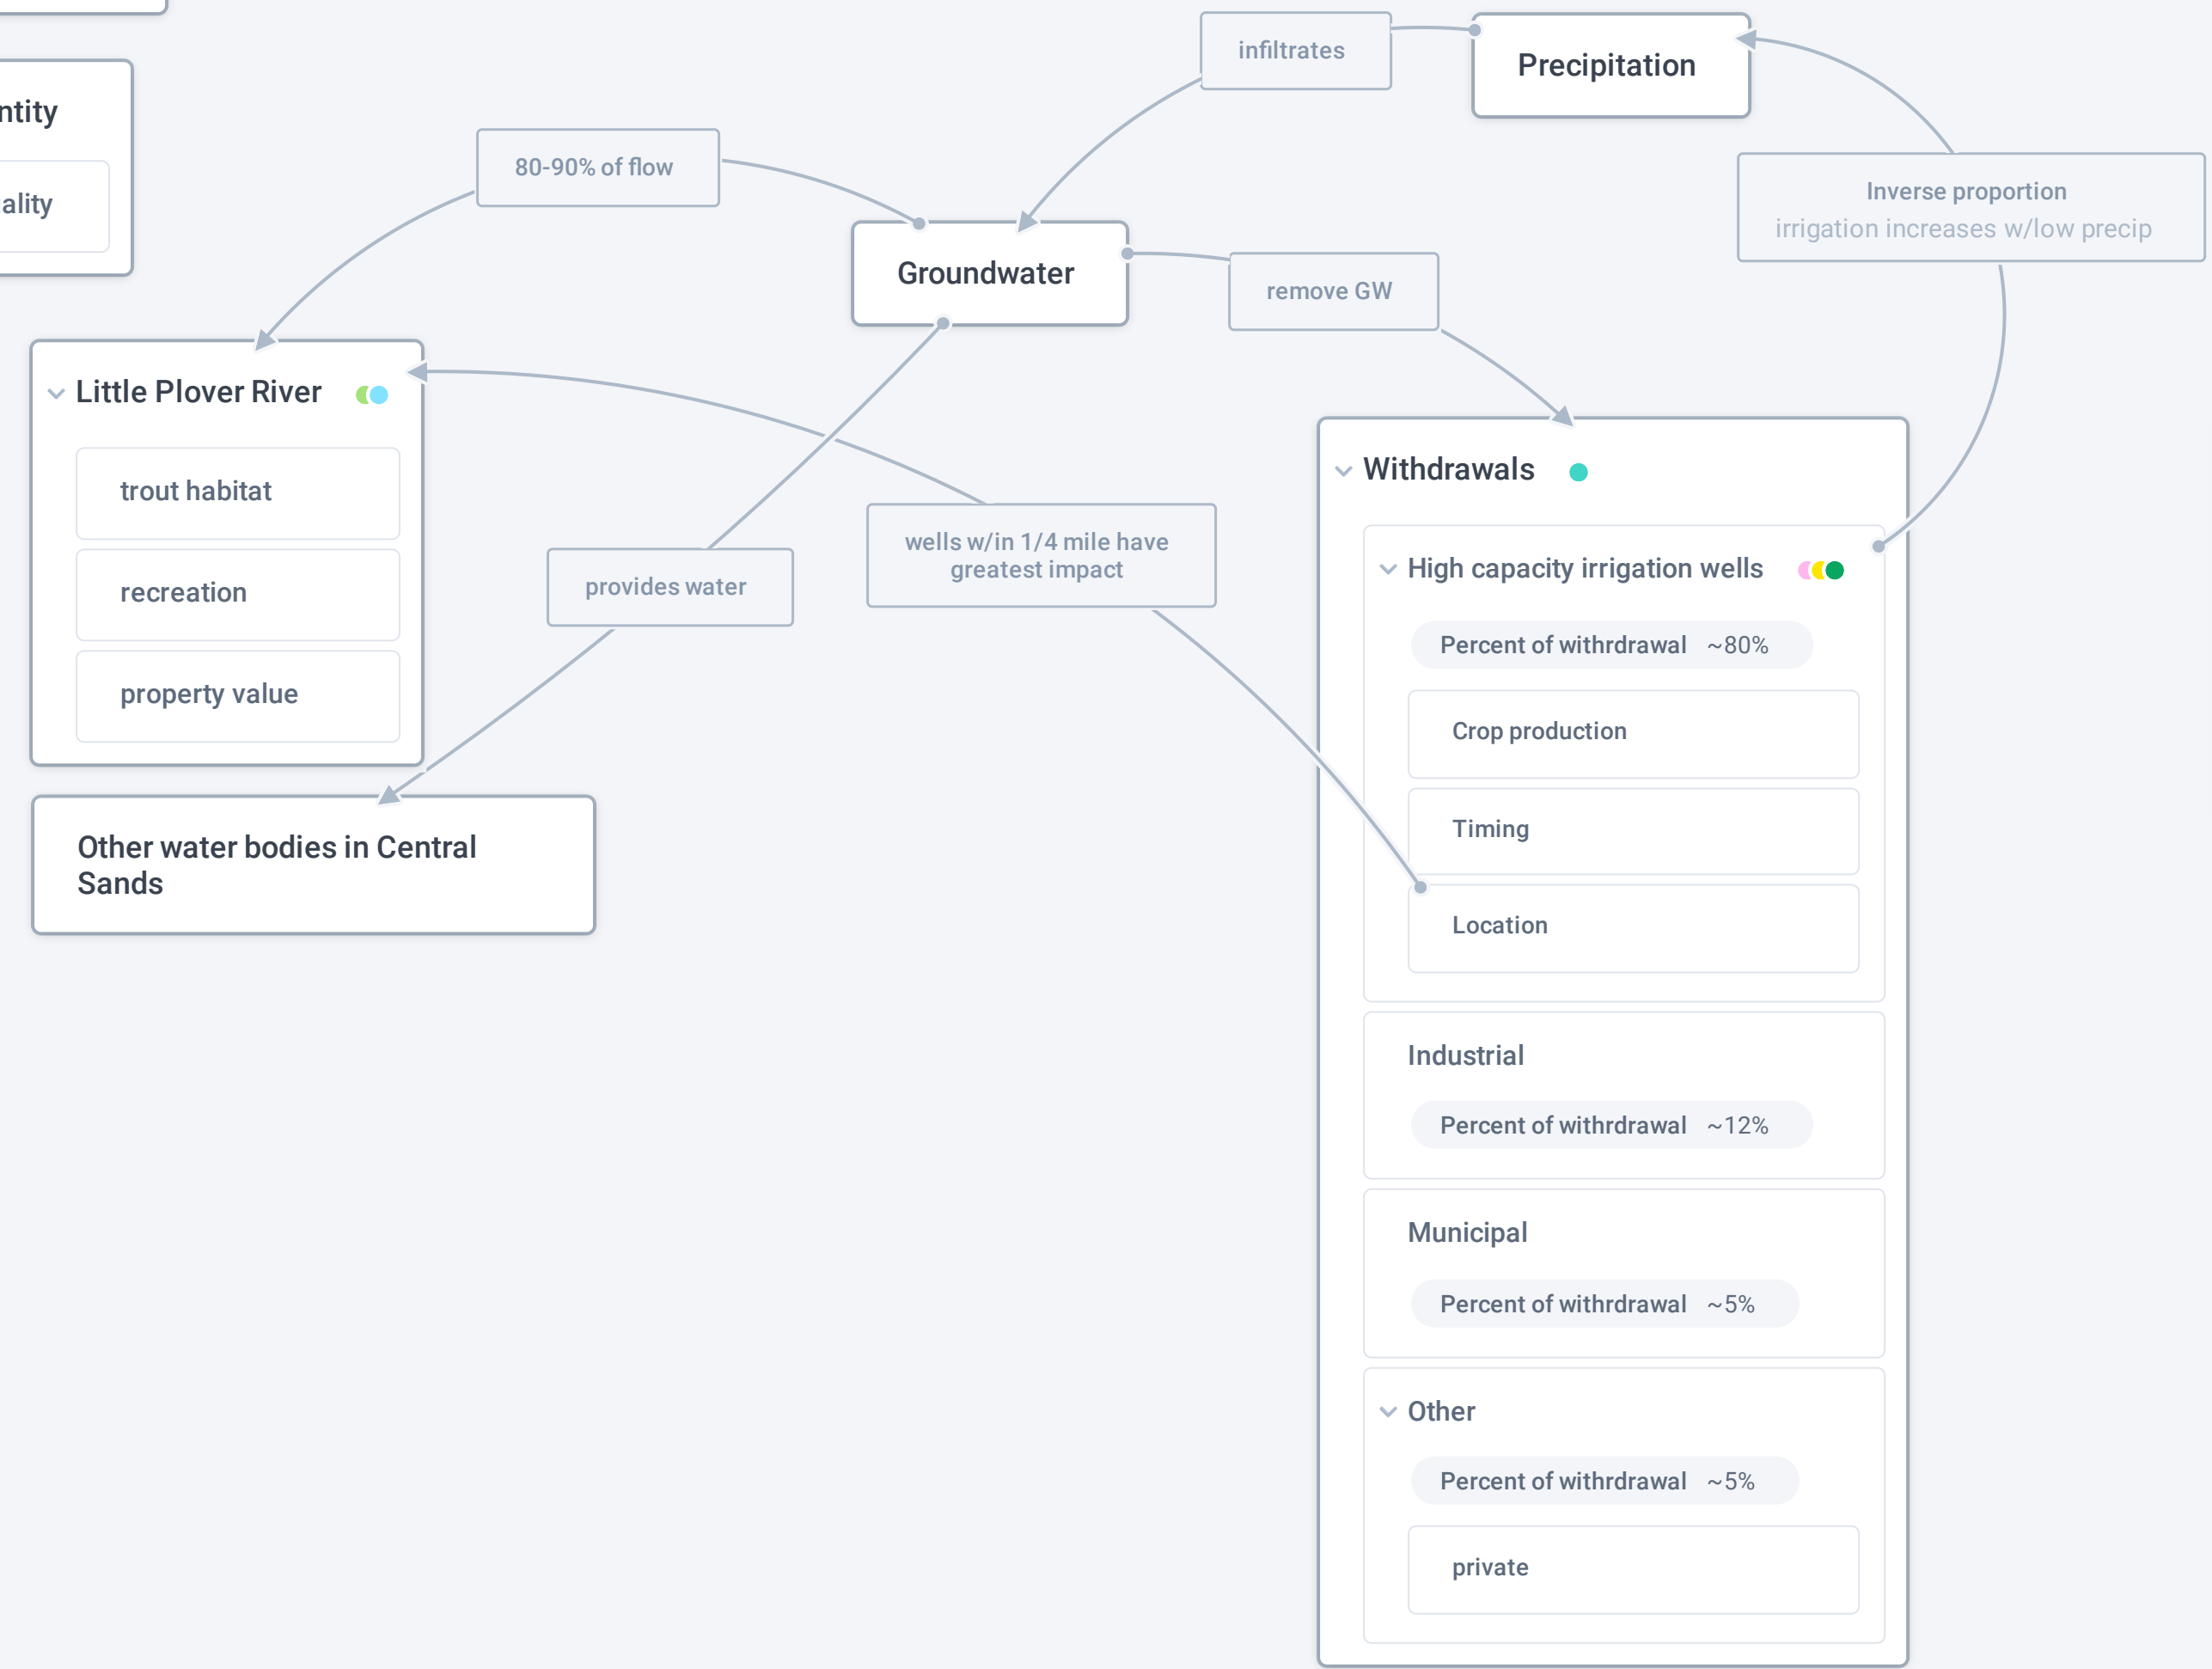 ntity
ality
infiltrates
Precipitation
80-90% of flow
Inverse proportion
irrigation increases w/low precip
Groundwater
remove GW
Little Plover River
trout habitat
recreation
property value
provides water
wells w/in 1/4 mile have
greatest impact
Other water bodies in Central
Sands
Withdrawals
High capacity irrigation wells
Percent of withrdrawal ~80%
Crop production
Timing
Location
Industrial
Percent of withrdrawal ~12%
Municipal
Percent of withrdrawal ~5%
Other
Percent of withrdrawal ~5%
private